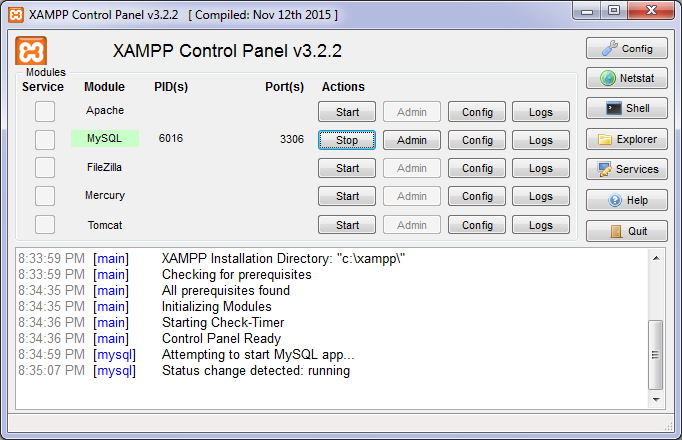 XAMPP Control Panel v3.2.2 [ Compiled: Nov 12th 2015 ]
XAMPP Control Panel v3.2.2
Config
Modules
Service Module PID(s) Port(s) Actions
Netstat
Apache Start Admin Config Logs
Shell
MySQL 6016 3306 Stop Admin Config Logs
Explorer
FileZilla Start Admin Config Logs
Services
Mercury Start Admin Config Logs
Help
Tomcat Start Admin Config Logs
Quit
8:33:59 PM [main] XAMPP Installation Directory: "c:\xampp\"
8:33:59 PM [main] Checking for prerequisites
8:34:35 PM [main] All prerequisites found
8:34:35 PM [main] Initializing Modules
8:34:36 PM [main] Starting Check-Timer
8:34:36 PM [main] Control Panel Ready
8:34:59 PM [mysql] Attempting to start MySQL app...
8:35:07 PM [mysql] Status change detected: running